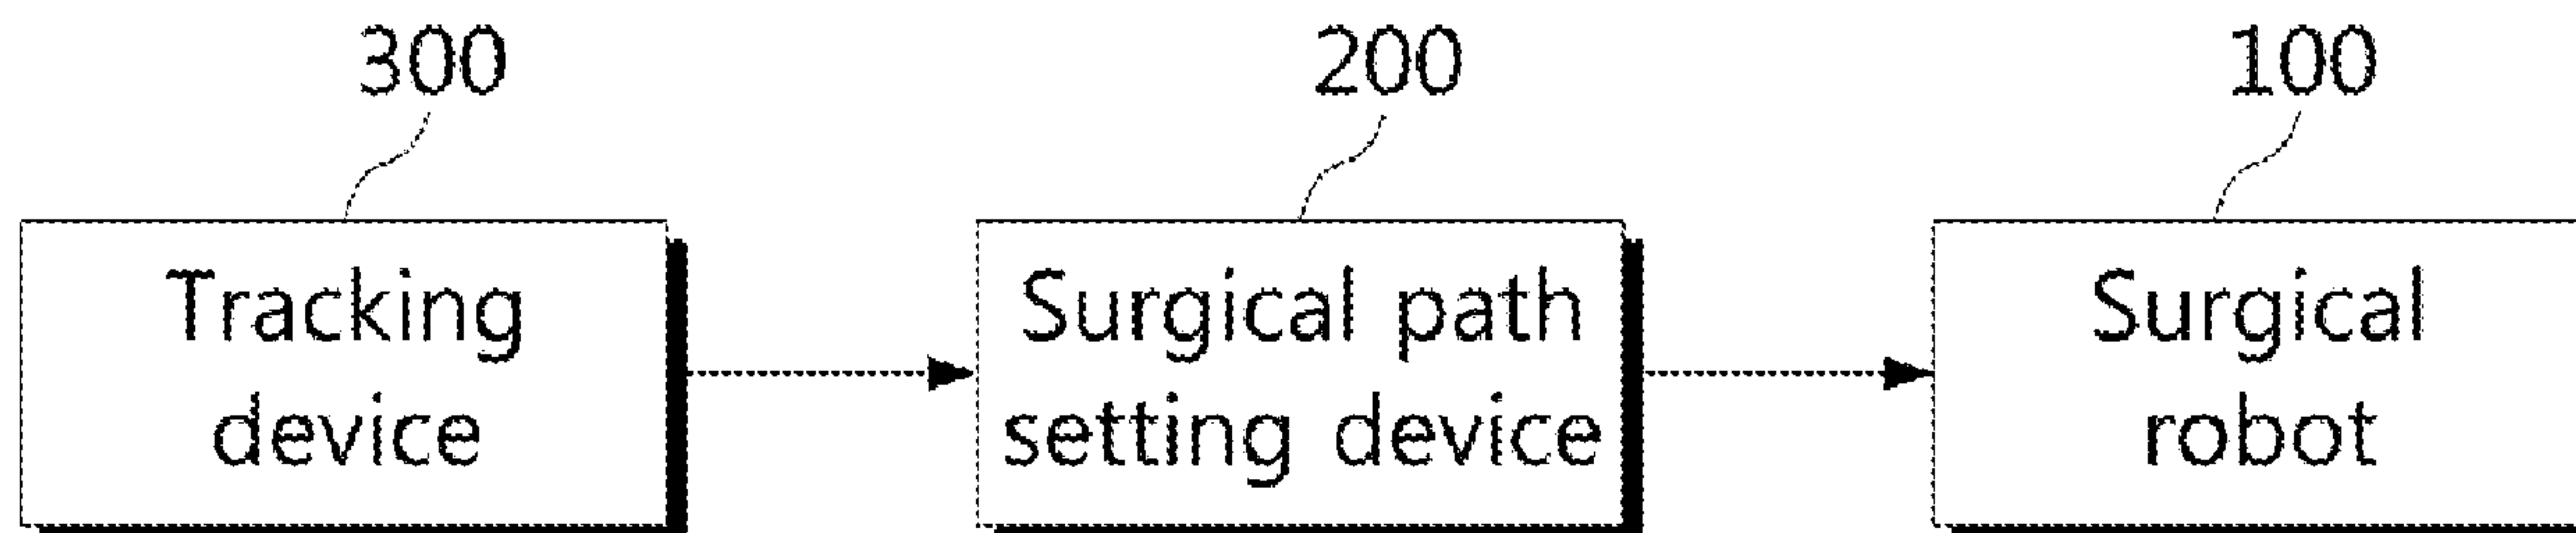 300
200
100
Tracking
device
Surgical path
setting device
Surgical
robot